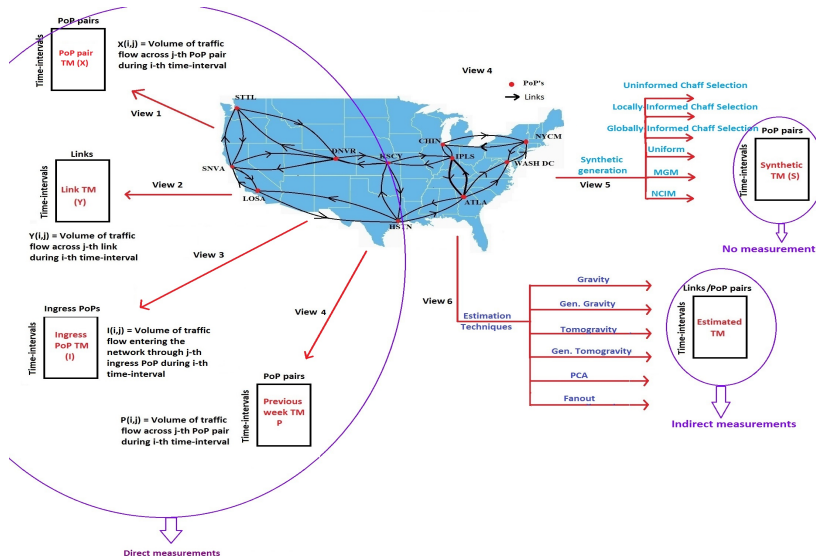 PoP pairs
Time-intervals
PoP pair
TM (X)
X(i,j) = Volume of traffic
flow across j-th PoP pair
during i-th time-interval
View 1
Links
Time-intervals
Link TM
(Y)
View 2
Y(i,j) = Volume of traffic
flow across j-th link
during i-th time-interval
View 3
Ingress PoPs
Time-intervals
Ingress
PoP TM
(I)
I(i,j) = Volume of traffic
flow entering the
network through j-th
ingress PoP during i-th
time-interval
View 4
PoP pairs
Time-intervals
Previous
week TM
P
P(i,j) = Volume of traffic
flow across j-th PoP pair
during i-th time-interval
Direct measurements
View 4
PoP's
Links
STTL
SNVA
LOSA
DNVR
KSCY
HSTN
CHIN
IPLS
ATLA
NYCM
WASH DC
Synthetic
generation
View 5
Uninformed Chaff Selection
Locally-Informed Chaff Selection
Globally-Informed Chaff Selection
Uniform
MGM
NCIM
PoP pairs
Time-intervals
Synthetic
TM (S)
No measurement
View 6
Estimation
Techniques
Gravity
Gen. Gravity
Tomogravity
Gen. Tomogravity
PCA
Fanout
Links/PoP pairs
Time-intervals
Estimated
TM
Indirect measurements